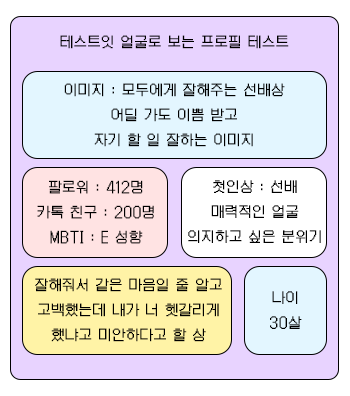 테스트잇 얼굴로 보는 프로필 테스트
이미지 : 모두에게 잘해주는 선배상
어딜 가도 이쁨 받고
자기 할 일 잘하는 이미지
팔로워 : 412명
카톡 친구 : 200명
MBTI : E 성향
첫인상 : 선배
매력적인 얼굴
의지하고 싶은 분위기
잘해줘서 같은 마음일 줄 알고
고백했는데 내가 너 헷갈리게
했냐고 미안하다고 할 상
나이
30살